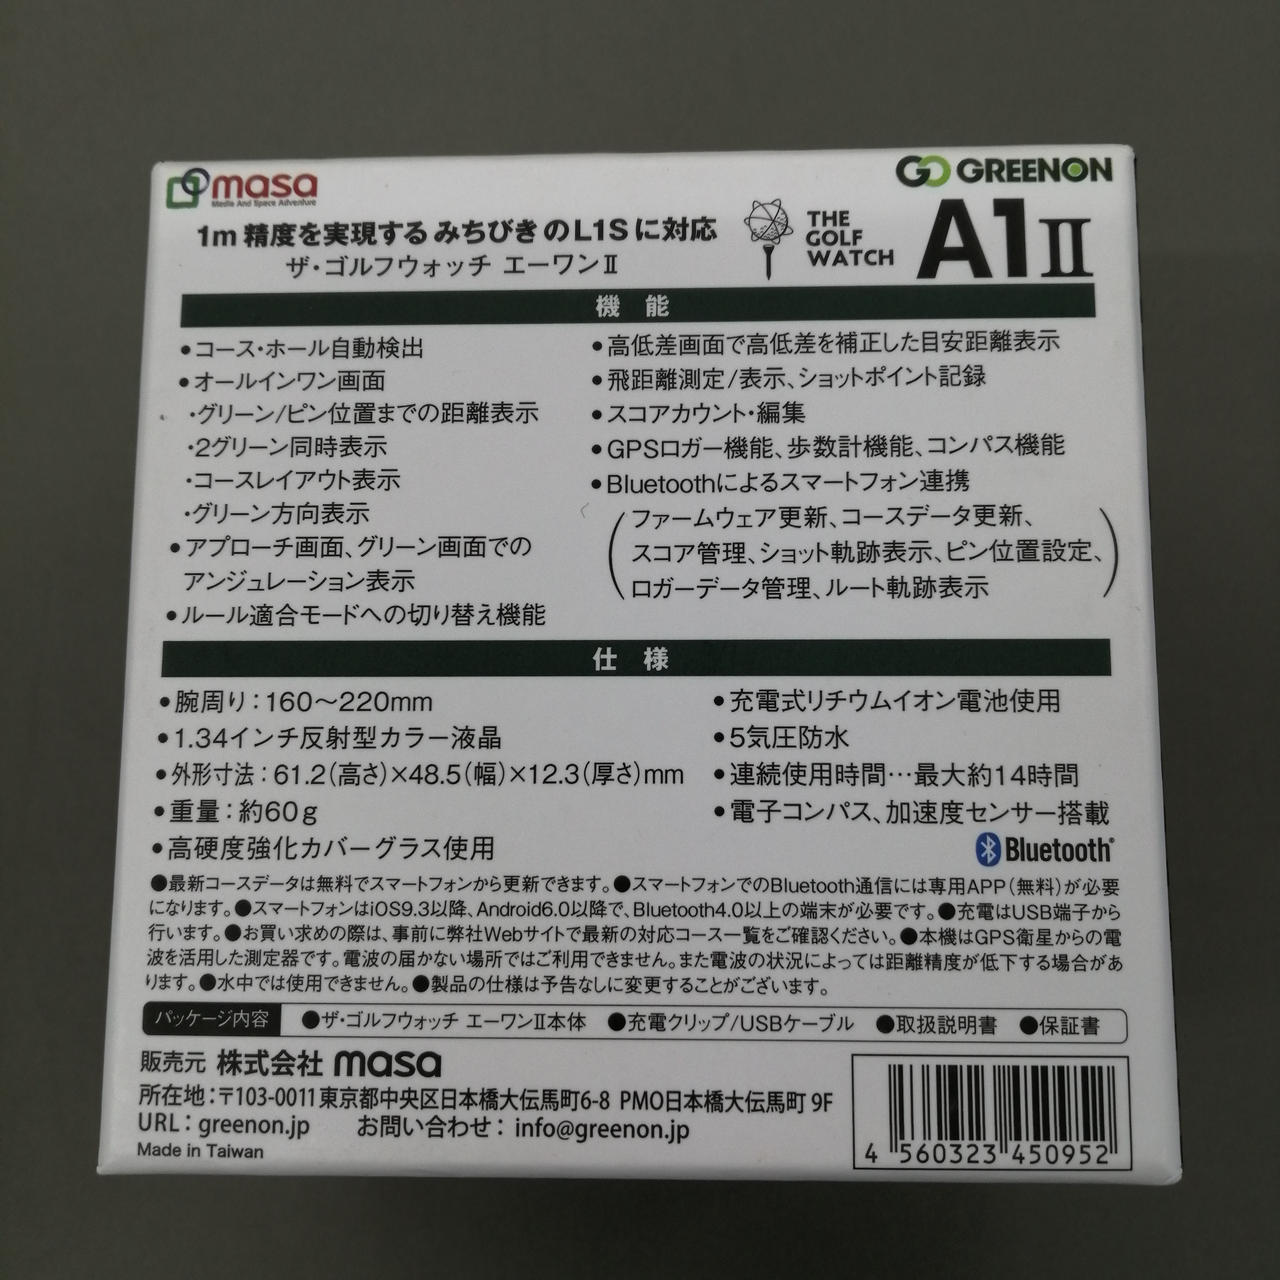 masa
Media And Space Adventure
GO GREENON
1m 精度を実現する みちびき のL1S に対応
ザ・ゴルフウォッチ エーワンⅡ
THE
GOLF
WATCH
A1Ⅱ
機 能
●コース・ホール自動検出
●オールインワン画面
・グリーン/ピン位置までの距離表示
・2グリーン同時表示
・コースレイアウト表示
・グリーン方向表示
●アプローチ画面、グリーン画面での
アンジュレーション表示
●ルール適合モードへの切り替え機能
●高低差画面で高低差を補正した目安距離表示
●飛距離測定/表示、ショットポイント記録
●スコアカウント・編集
●GPSロガー機能、歩数計機能、コンパス機能
●Bluetoothによるスマートフォン連携
(ファームウェア更新、コースデータ更新、
スコア管理、ショット軌跡表示、ピン位置設定、
ロガーデータ管理、ルート軌跡表示)
仕 様
●腕周り：160～220mm
●1.34インチ反射型カラー液晶
●外形寸法：61.2(高さ)×48.5(幅)×12.3(厚さ)mm
●重量：約60g
●高硬度強化カバーグラス使用
●充電式リチウムイオン電池使用
●5気圧防水
●連続使用時間…最大約14時間
●電子コンパス、加速度センサー搭載
Bluetooth®
●最新コースデータは無料でスマートフォンから更新できます。●スマートフォンでのBluetooth通信には専用APP(無料)が必要
になります。●スマートフォンはiOS9.3以降、Android6.0以降で、Bluetooth4.0以上の端末が必要です。●充電はUSB端子から
行います。●お買い求めの際は、事前に弊社Webサイトで最新の対応コース一覧をご確認ください。●本機はGPS衛星からの電
波を活用した測定器です。電波の届かない場所ではご利用できません。また電波の状況によっては距離精度が低下する場合があ
ります。●水中では使用できません。●製品の仕様は予告なしに変更することがございます。
パッケージ内容 ●ザ・ゴルフウォッチ エーワンⅡ本体 ●充電クリップ/USBケーブル ●取扱説明書 ●保証書
販売元 株式会社 masa
所在地：〒103-0011 東京都中央区日本橋大伝馬町6-8 PMO日本橋大伝馬町 9F
URL：greenon.jp お問い合わせ：info@greenon.jp
Made in Taiwan
4 560323 450952